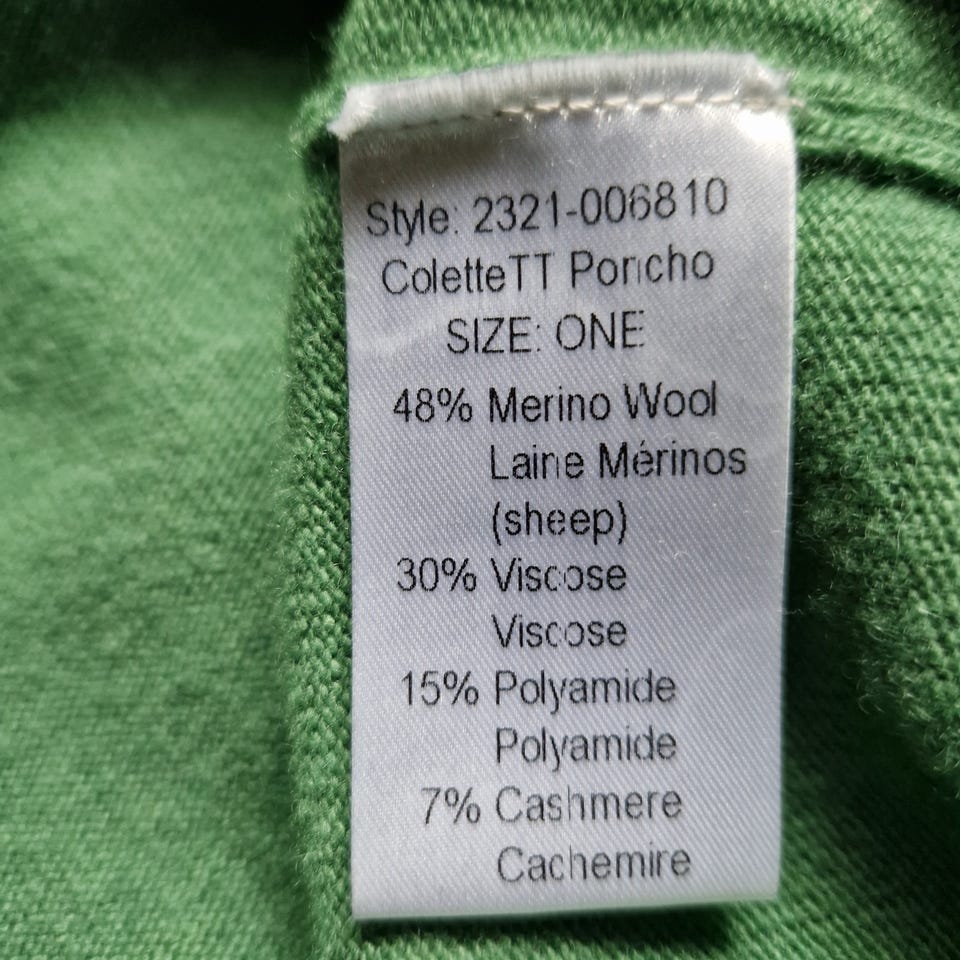 Style: 2321-006810
ColetteTT Poncho
SIZE: ONE
48% Merino Wool
Laine Mérinos
(sheep)
30% Viscose
Viscose
15% Polyamide
Polyamide
7% Cashmere
Cachemire